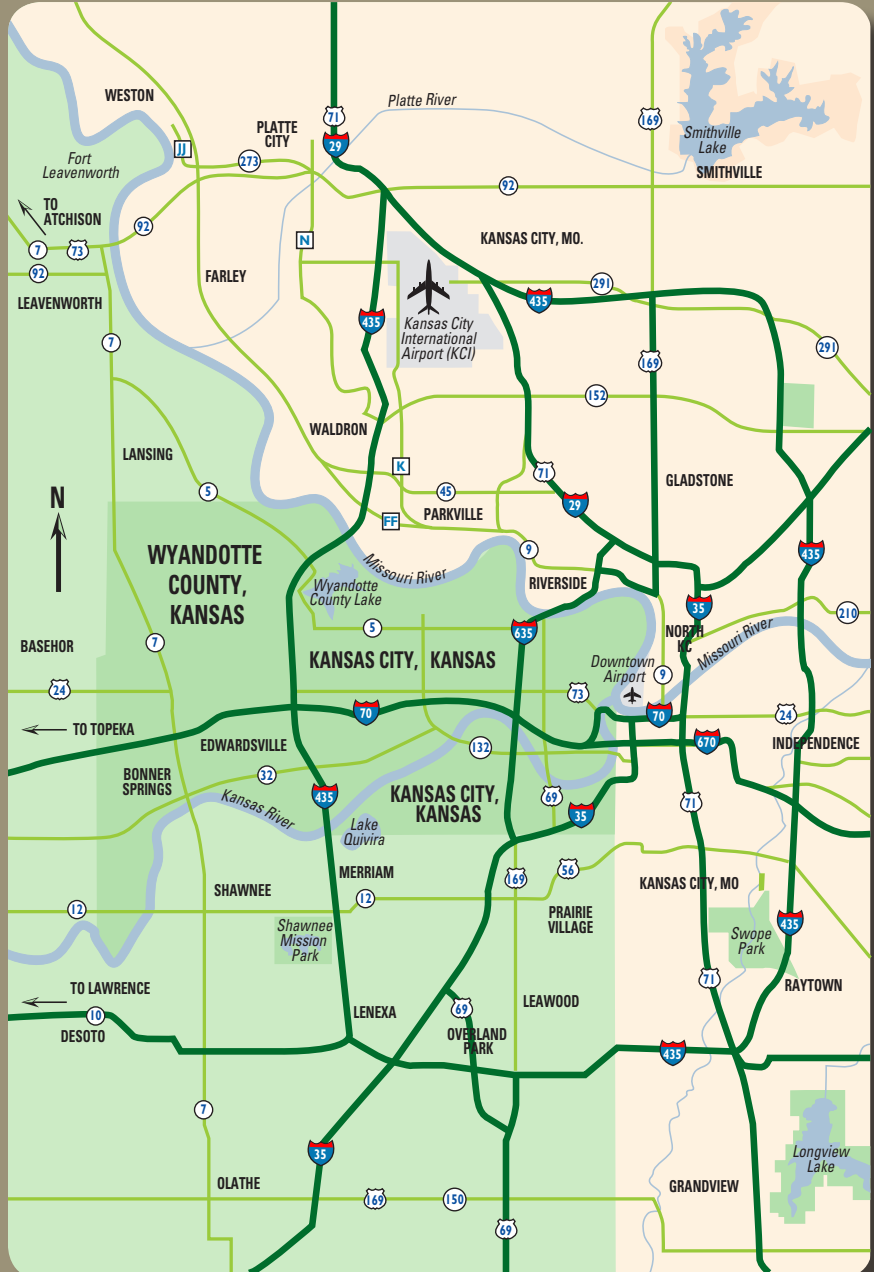 WESTON
71
Platte River
169
PLATTE
CITY
29
JJ
Smithville
Lake
Fort
Leavenworth
273
SMITHVILLE
92
TO
ATCHISON
92
N
KANSAS CITY, MO.
7
73
92
FARLEY
291
LEAVENWORTH
435
435
Kansas City
International
Airport (KCI)
7
291
169
152
WALDRON
LANSING
K
71
GLADSTONE
5
45
29
N
PARKVILLE
FF
9
435
WYANDOTTE
COUNTY,
KANSAS
Missouri River
RIVERSIDE
Wyandotte
County Lake
35
210
5
635
NORTH
KC
Missouri River
7
BASEHOR
KANSAS CITY, KANSAS
Downtown
Airport
9
24
73
70
70
24
TO TOPEKA
EDWARDSVILLE
132
670
INDEPENDENCE
BONNER
SPRINGS
32
435
KANSAS CITY,
KANSAS
69
35
71
Kansas River
Lake
Quivira
MERRIAM
169
56
KANSAS CITY, MO
SHAWNEE
12
12
PRAIRIE
VILLAGE
435
Shawnee
Mission
Park
Swope
Park
71
RAYTOWN
TO LAWRENCE
10
DESOTO
LENEXA
69
LEAWOOD
OVERLAND
PARK
435
7
35
Longview
Lake
OLATHE
169
150
GRANDVIEW
69